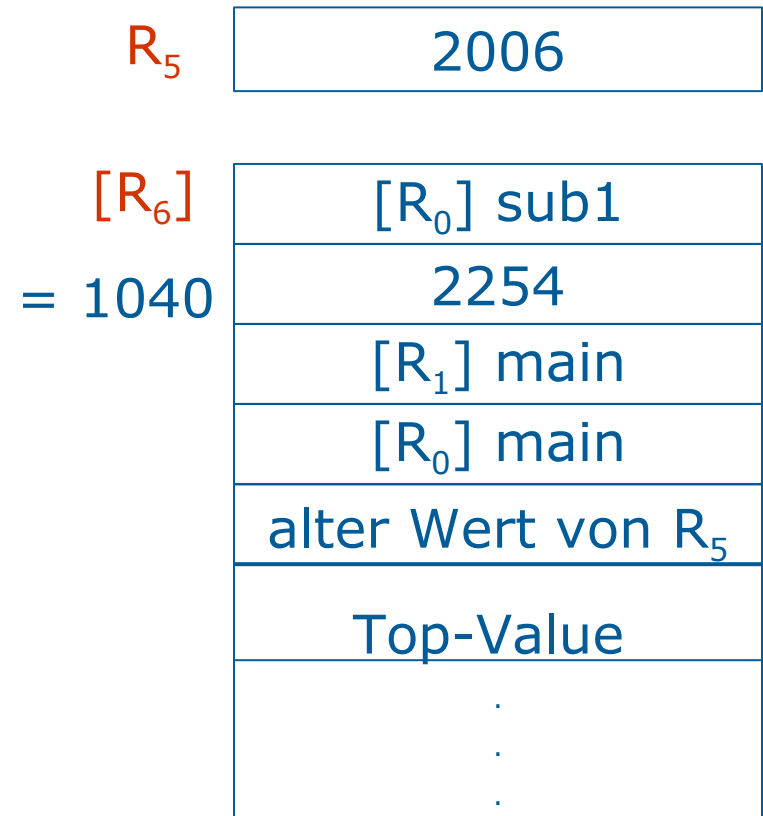 R₅ 2006
[R₆] [R₀] sub1
= 1040 2254
[R₁] main
[R₀] main
alter Wert von R₅
Top-Value
.
.
.